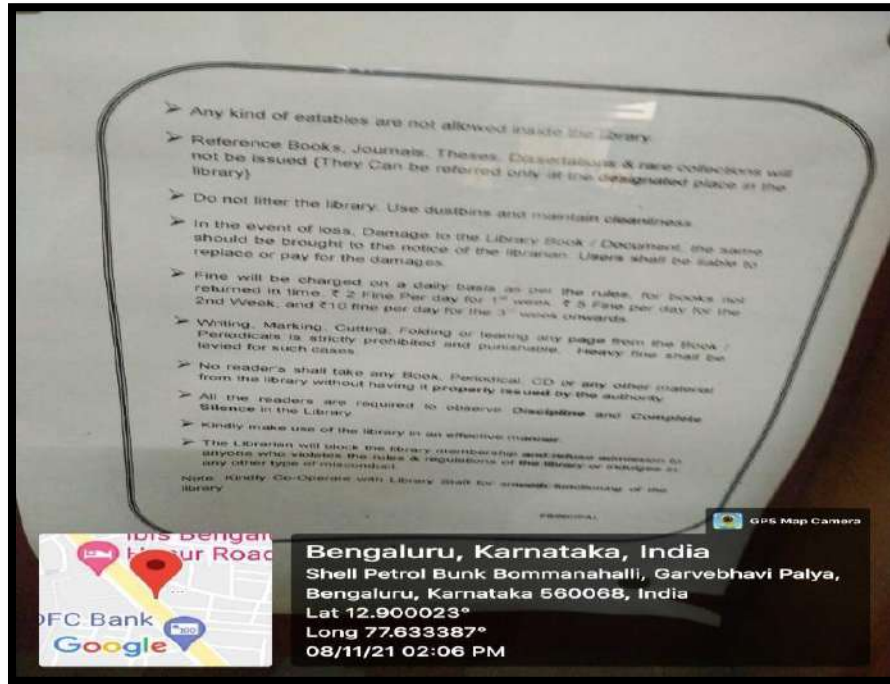 ➢ Any kind of eatables are not allowed inside the library.
➢ Reference Books, Journals, Theses, Dissertations & rare collections will
not be issued (They Can be referred only at the designated place in the
library)
➢ Do not litter the library. Use dustbins and maintain cleanliness
➢ In the event of loss, Damage to the Library Book / Document, the same
should be brought to the notice of the librarian. Users shall be liable to
replace or pay for the damages.
➢ Fine will be charged on a daily basis as per the rules, for books not
returned in time, ₹ 2 Fine Per day for 1st week, ₹ 5 Fine per day for the
2nd Week, and ₹10 fine per day for the 3rd week onwards.
➢ Writing, Marking, Cutting, Folding or tearing any page from the Book /
Periodicals is strictly prohibited and punishable. Heavy fine shall be
levied for such cases
➢ No reader's shall take any Book, Periodical, CD or any other material
from the library without having it properly issued by the authority
➢ All the readers are required to observe Discipline and Complete
Silence in the Library
➢ Kindly make use of the library in an effective manner
➢ The Librarian will block the library membership and refuse admission to
anyone who violates the rules & regulations of the library or indulges in
any other type of misconduct.
Note: Kindly Co-Operate with Library Staff for smooth functioning of the
library
PRINCIPAL
GPS Map Camera
Ibis Bengal
H sur Road
DFC Bank
Google
Bengaluru, Karnataka, India
Shell Petrol Bunk Bommanahalli, Garvebhavi Palya,
Bengaluru, Karnataka 560068, India
Lat 12.900023°
Long 77.633387°
08/11/21 02:06 PM